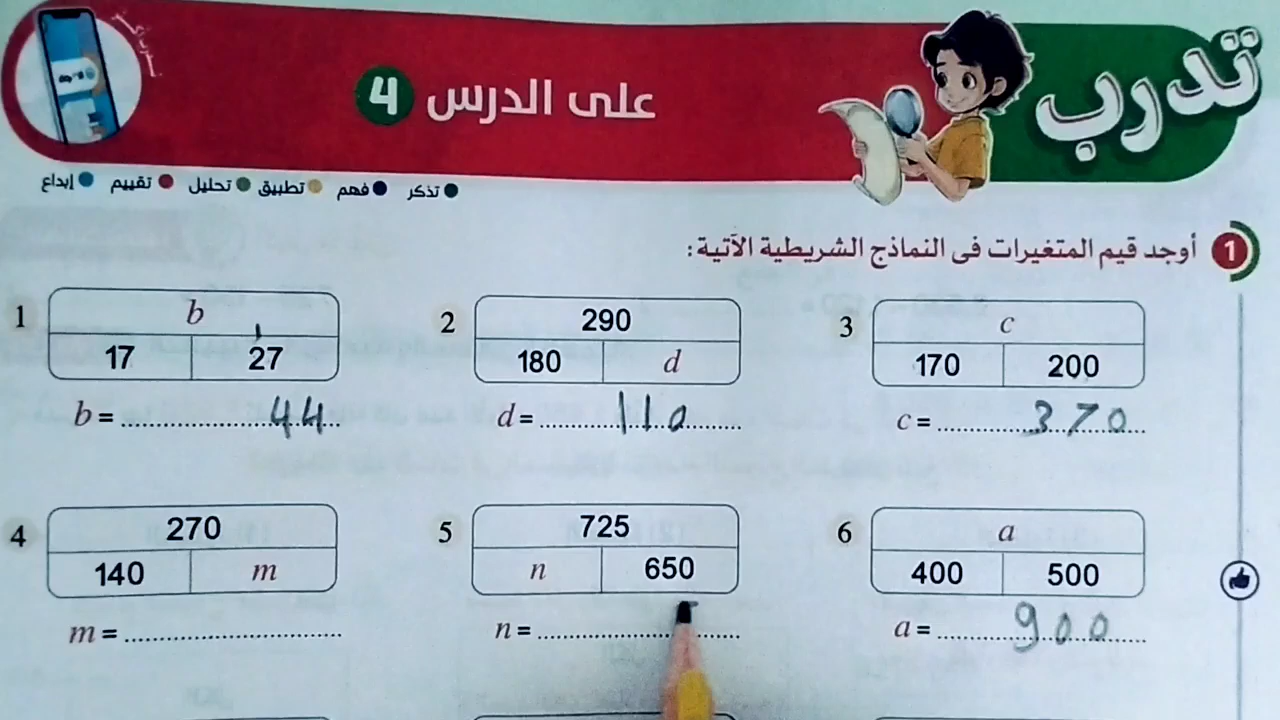 تدرب
على الدرس 4
تذكر فهم تطبيق تحليل تقييم إبداع
1 أوجد قيم المتغيرات فى النماذج الشريطية الآتية:
1 b 2 290 3 c
17 27 180 d 170 200
b = 44 d = 110 c = 370
4 270 5 725 6 a
140 m n 650 400 500
m = n = a = 900